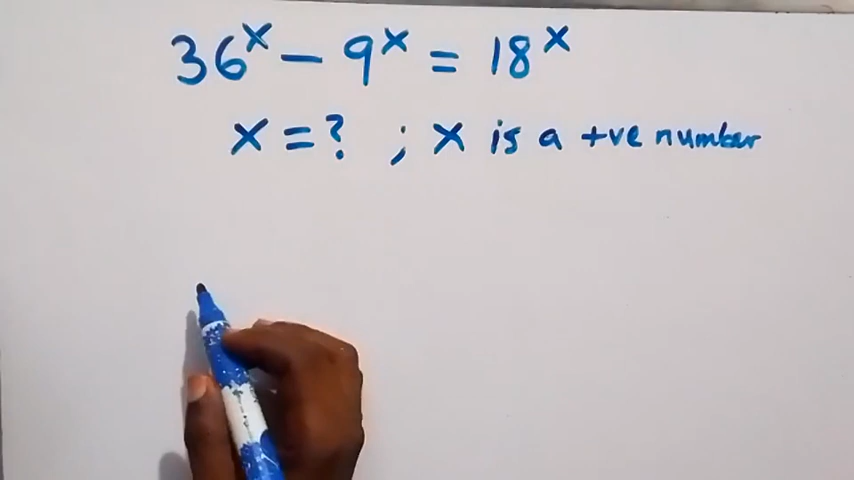 36^x - 9^x = 18^x
x = ? ; x is a +ve number